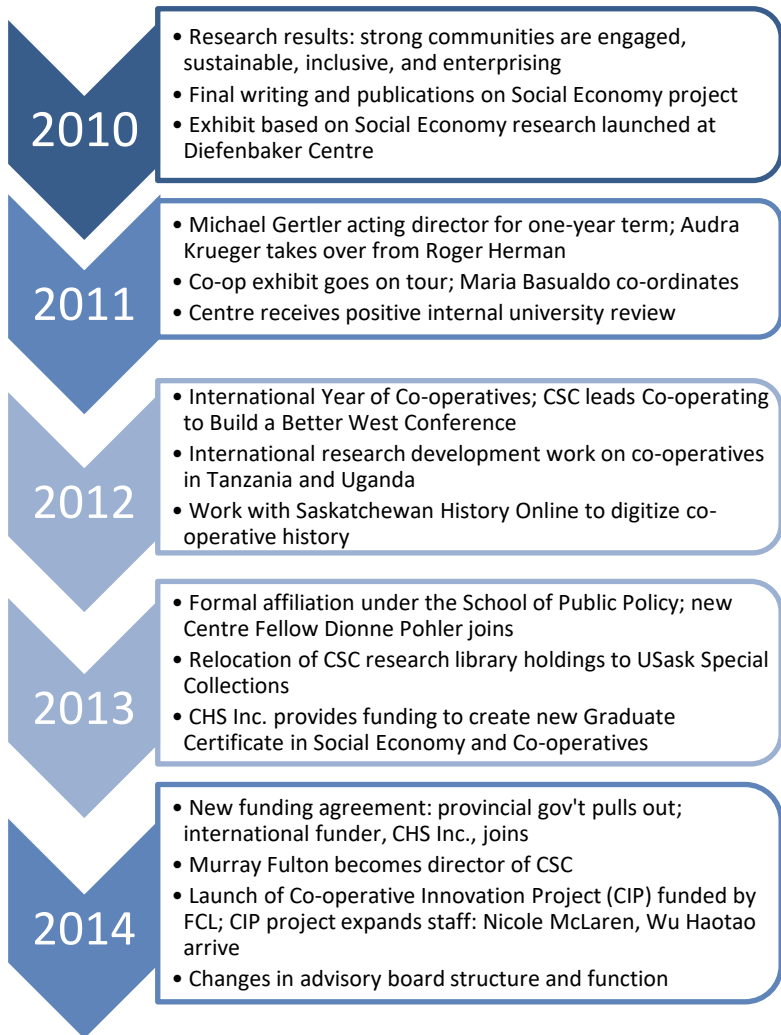 2010
• Research results: strong communities are engaged,
sustainable, inclusive, and enterprising
• Final writing and publications on Social Economy project
• Exhibit based on Social Economy research launched at
Diefenbaker Centre
2011
• Michael Gertler acting director for one-year term; Audra
Krueger takes over from Roger Herman
• Co-op exhibit goes on tour; Maria Basualdo co-ordinates
• Centre receives positive internal university review
2012
• International Year of Co-operatives; CSC leads Co-operating
to Build a Better West Conference
• International research development work on co-operatives
in Tanzania and Uganda
• Work with Saskatchewan History Online to digitize co-
operative history
2013
• Formal affiliation under the School of Public Policy; new
Centre Fellow Dionne Pohler joins
• Relocation of CSC research library holdings to USask Special
Collections
• CHS Inc. provides funding to create new Graduate
Certificate in Social Economy and Co-operatives
2014
• New funding agreement: provincial gov't pulls out;
international funder, CHS Inc., joins
• Murray Fulton becomes director of CSC
• Launch of Co-operative Innovation Project (CIP) funded by
FCL; CIP project expands staff: Nicole McLaren, Wu Haotao
arrive
• Changes in advisory board structure and function